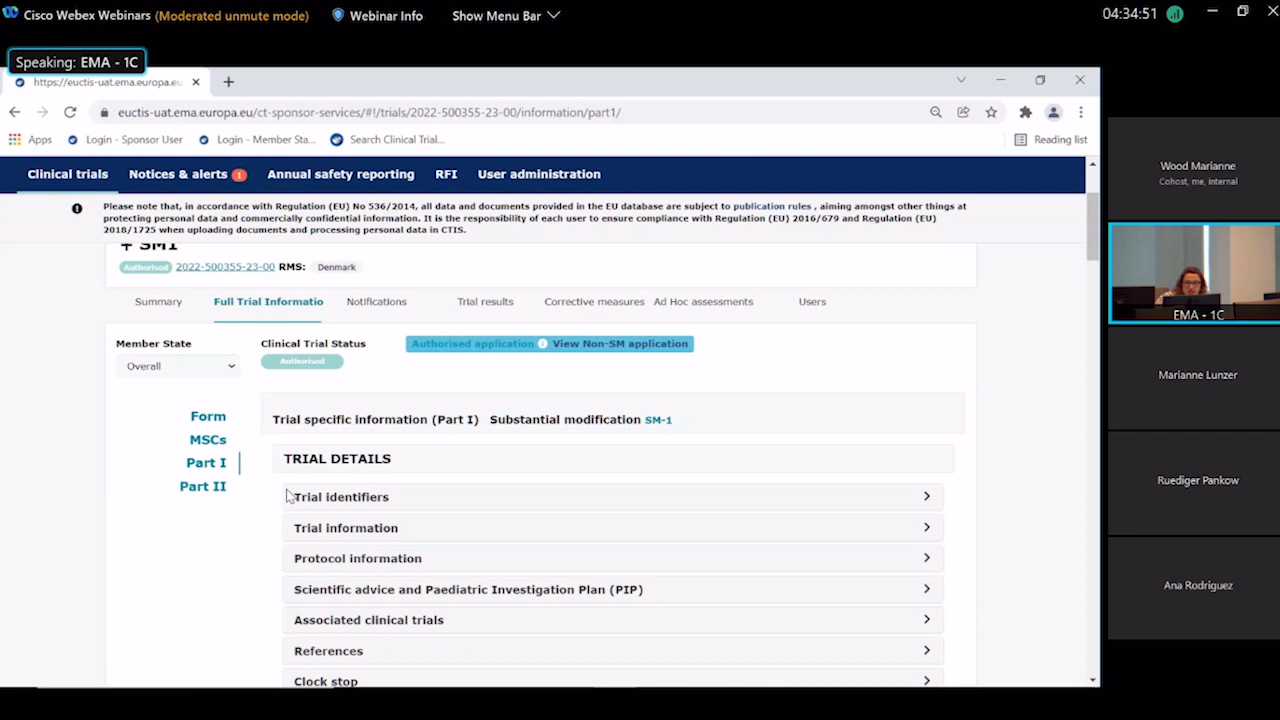 Cisco Webex Webinars (Moderated unmute mode) Webinar Info Show Menu Bar 04:34:51
Speaking: EMA - 1C
https://euctis-uat.ema.europa.eu
euctis-uat.ema.europa.eu/ct-sponsor-services/#!/trials/2022-500355-23-00/information/part1/
Apps Login - Sponsor User Login - Member Sta... Search Clinical Trial... Reading list
Clinical trials Notices & alerts 1 Annual safety reporting RFI User administration
Please note that, in accordance with Regulation (EU) No 536/2014, all data and documents provided in the EU database are subject to publication rules , aiming amongst other things at
protecting personal data and commercially confidential information. It is the responsibility of each user to ensure compliance with Regulation (EU) 2016/679 and Regulation (EU)
2018/1725 when uploading documents and processing personal data in CTIS.
Authorised 2022-500355-23-00 RMS: Denmark
Summary Full Trial Informatio Notifications Trial results Corrective measures Ad Hoc assessments Users
Member State Clinical Trial Status Authorised application View Non-SM application
Overall Authorised
Form
MSCs
Part I
Part II
Trial specific information (Part I) Substantial modification SM-1
TRIAL DETAILS
Trial identifiers
Trial information
Protocol information
Scientific advice and Paediatric Investigation Plan (PIP)
Associated clinical trials
References
Clock stop
Wood Marianne
Cohost, me, internal
EMA - 1C
Marianne Lunzer
Ruediger Pankow
Ana Rodriguez